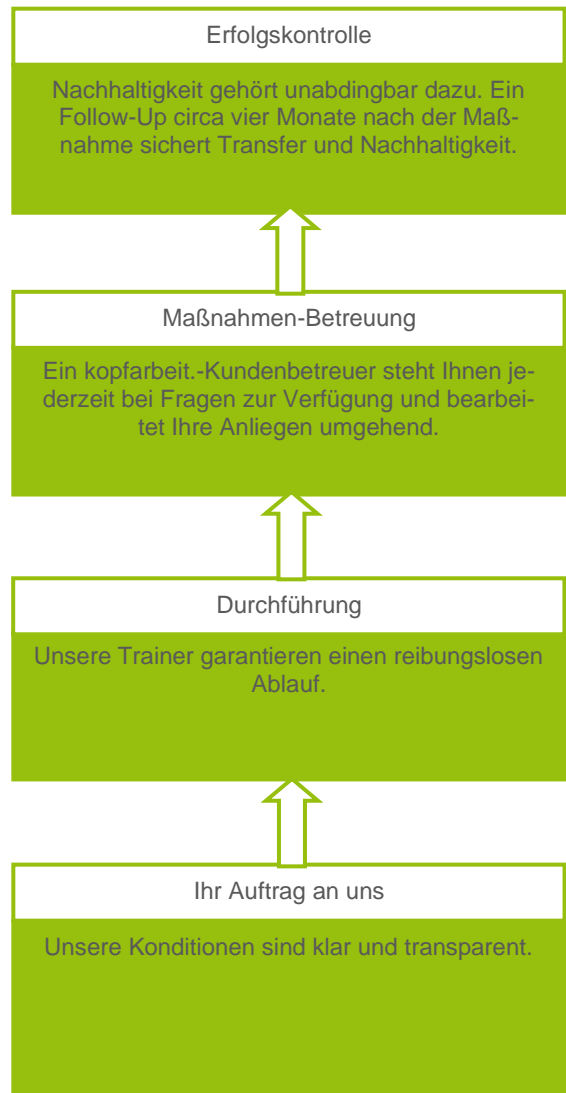 Erfolgskontrolle
Nachhaltigkeit gehört unabdingbar dazu. Ein
Follow-Up circa vier Monate nach der Maß-
nahme sichert Transfer und Nachhaltigkeit.
Maßnahmen-Betreuung
Ein kopfarbeit.-Kundenbetreuer steht Ihnen je-
derzeit bei Fragen zur Verfügung und bearbei-
tet Ihre Anliegen umgehend.
Durchführung
Unsere Trainer garantieren einen reibungslosen
Ablauf.
Ihr Auftrag an uns
Unsere Konditionen sind klar und transparent.